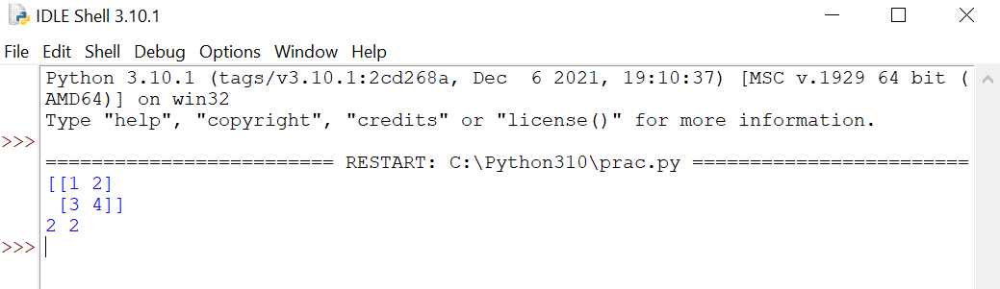 IDLE Shell 3.10.1
File Edit Shell Debug Options Window Help
Python 3.10.1 (tags/v3.10.1:2cd268a, Dec  6 2021, 19:10:37) [MSC v.1929 64 bit (
AMD64)] on win32
Type "help", "copyright", "credits" or "license()" for more information.
>>>
========================= RESTART: C:\Python310\prac.py ========================
[[1 2]
 [3 4]]
2 2
>>>